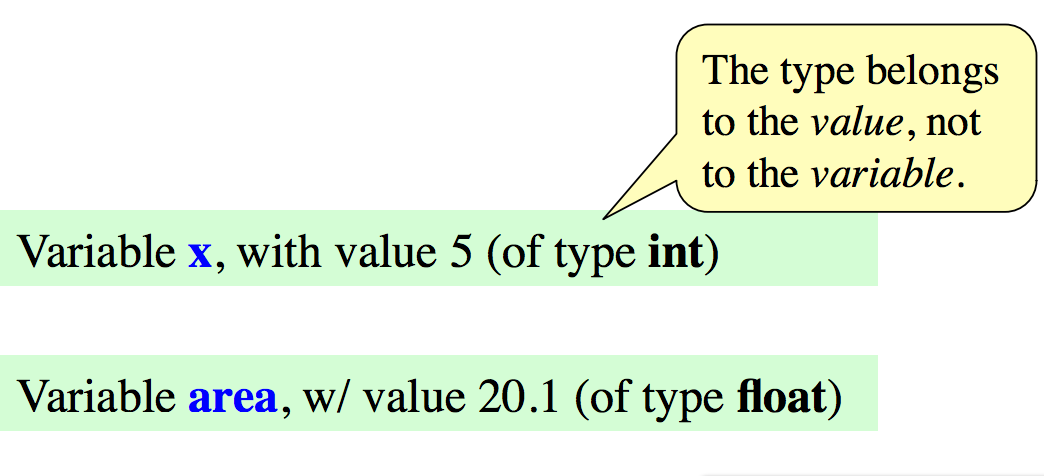 The type belongs
to the value, not
to the variable.
Variable x, with value 5 (of type int)
Variable area, w/ value 20.1 (of type float)